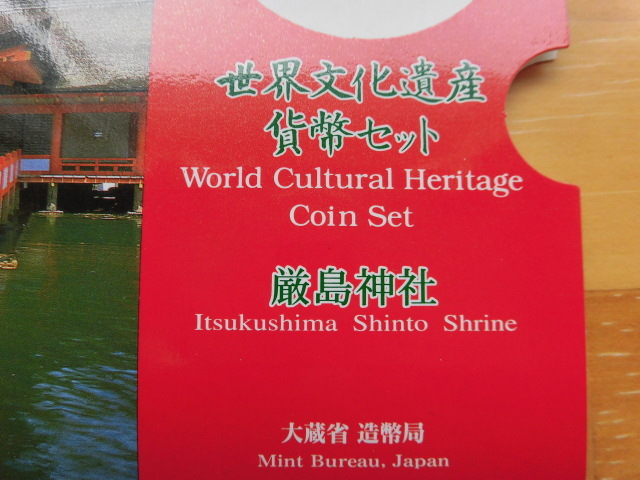 世界文化遺産
貨幣セット
World Cultural Heritage
Coin Set
厳島神社
Itsukushima Shinto Shrine
大蔵省 造幣局
Mint Bureau, Japan